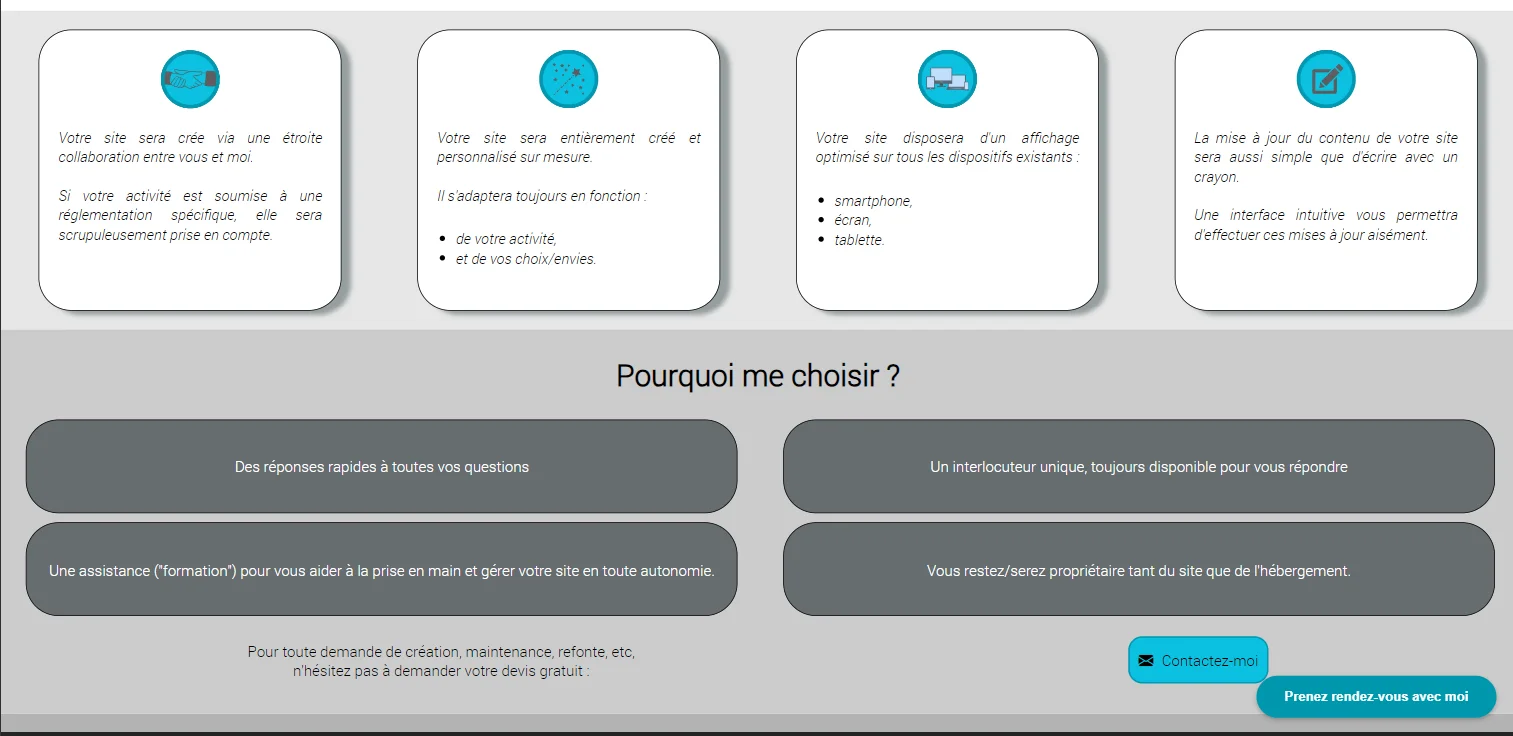 Votre site sera crée via une étroite
collaboration entre vous et moi.
Si votre activité est soumise à une
réglementation spécifique, elle sera
scrupuleusement prise en compte.
Votre site sera entièrement créé et
personnalisé sur mesure.
Il s'adaptera toujours en fonction :
de votre activité,
et de vos choix/envies.
Votre site disposera d'un affichage
optimisé sur tous les dispositifs existants :
smartphone,
écran,
tablette.
La mise à jour du contenu de votre site
sera aussi simple que d'écrire avec un
crayon.
Une interface intuitive vous permettra
d'effectuer ces mises à jour aisément.
Pourquoi me choisir ?
Des réponses rapides à toutes vos questions
Un interlocuteur unique, toujours disponible pour vous répondre
Une assistance ("formation") pour vous aider à la prise en main et gérer votre site en toute autonomie.
Vous restez/serez propriétaire tant du site que de l'hébergement.
Pour toute demande de création, maintenance, refonte, etc,
n'hésitez pas à demander votre devis gratuit :
Contactez-moi
Prenez rendez-vous avec moi